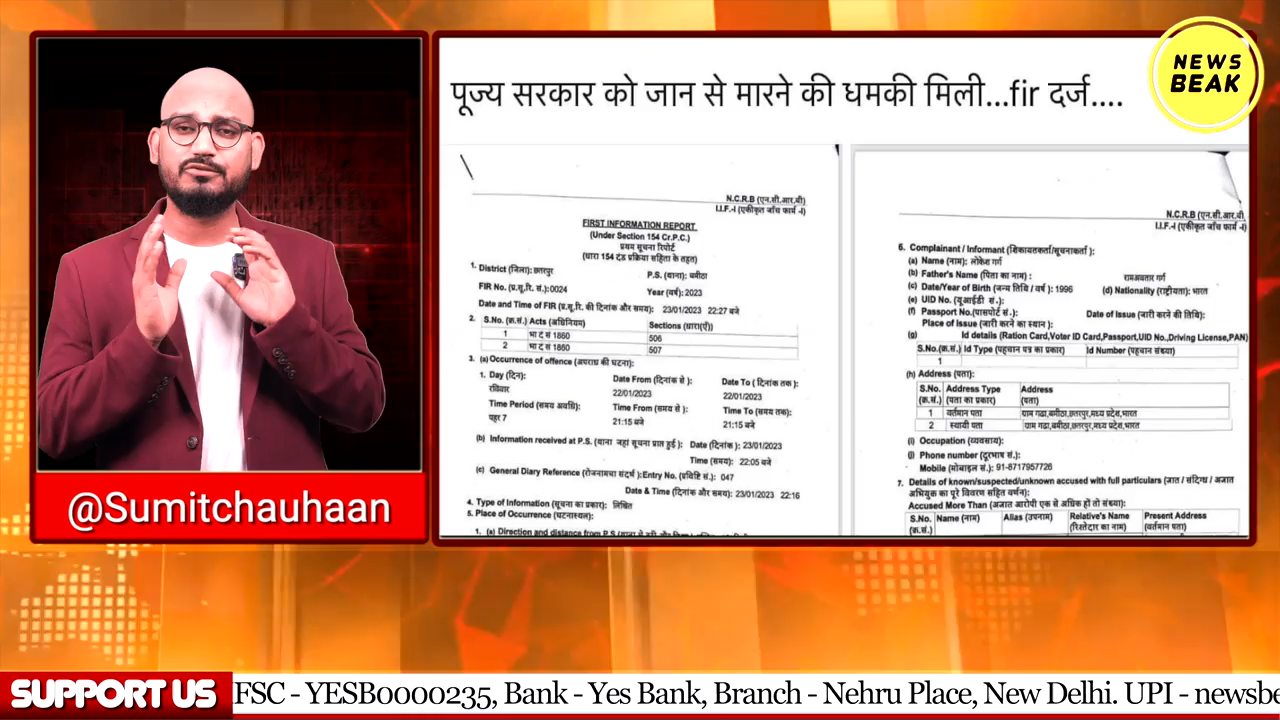 NEWS
BEAK
पूज्य सरकार को जान से मारने की धमकी मिली...fir दर्ज....
N.C.R.B (एन.सी.आर.बी)
I.I.F.-I (एकीकृत जाँच फार्म -I)
FIRST INFORMATION REPORT
(Under Section 154 Cr.P.C.)
प्रथम सूचना रिपोर्ट
(धारा 154 दंड प्रक्रिया संहिता के तहत)
1. District (जिला): छतरपुर P.S. (थाना): बमीठा
FIR No. (प्र.सू.रि. सं.):0024 Year (वर्ष): 2023
Date and Time of FIR (प्र.सू.रि. की दिनांक और समय): 23/01/2023 22:27 बजे
2. S.No. (क्र.सं.) Acts (अधिनियम) Sections (धारा(एँ))
1 भा दं सं 1860 506
2 भा दं सं 1860 507
3. (a) Occurrence of offence (अपराध की घटना):
1. Day (दिन): Date From (दिनांक से ): Date To ( दिनांक तक ):
रविवार 22/01/2023 22/01/2023
Time Period (समय अवधि): Time From (समय से ): Time To (समय तक):
पहर 7 21:15 बजे 21:15 बजे
(b) Information received at P.S. (थाना जहां सूचना प्राप्त हुई ): Date (दिनांक ): 23/01/2023
Time (समय): 22:05 बजे
(c) General Diary Reference (रोजनामचा संदर्भ ):Entry No. (प्रविष्टि सं.): 047
Date & Time (दिनांक और समय): 23/01/2023 22:16
4. Type of Information (सूचना का प्रकार): लिखित
5. Place of Occurrence (घटनास्थल):
1. (a) Direction and distance from P.S
N.C.R.B (एन.सी.आर.बी)
I.I.F.-I (एकीकृत जाँच फार्म -I)
6. Complainant / Informant (शिकायतकर्ता/सूचनाकर्ता ):
(a) Name (नाम): लोकेश गर्ग
(b) Father's Name (पिता का नाम) : रामअवतार गर्ग
(c) Date/Year of Birth (जन्म तिथि / वर्ष ): 1996 (d) Nationality (राष्ट्रीयता): भारत
(e) UID No. (यूआईडी सं.):
(f) Passport No.(पासपोर्ट सं.): Date of Issue (जारी करने की तिथि):
Place of Issue (जारी करने का स्थान ):
(g) Id details (Ration Card,Voter ID Card,Passport,UID No.,Driving License,PAN)
S.No.(क्र.सं.) Id Type (पहचान पत्र का प्रकार) Id Number (पहचान संख्या)
1
(h) Address (पता):
S.No. Address Type Address
(क्र.सं.) (पता का प्रकार) (पता)
1 वर्तमान पता ग्राम गढा,बमीठा,छतरपुर,मध्य प्रदेश,भारत
2 स्थायी पता ग्राम गढा,बमीठा,छतरपुर,मध्य प्रदेश,भारत
(i) Occupation (व्यवसाय):
(j) Phone number (दूरभाष सं.):
Mobile (मोबाइल सं.): 91-8717957726
7. Details of known/suspected/unknown accused with full particulars (ज्ञात / संदिग्ध / अज्ञात
अभियुक्त का पूरे विवरण सहित वर्णन):
Accused More Than (अज्ञात आरोपी एक से अधिक हों तो संख्या):
S.No. Name (नाम) Alias (उपनाम) Relative's Name Present Address
(क्र.सं.) (रिश्तेदार का नाम) (वर्तमान पता)
@Sumitchauhaan
SUPPORT US
FSC - YESB0000235, Bank - Yes Bank, Branch - Nehru Place, New Delhi. UPI - newsbe